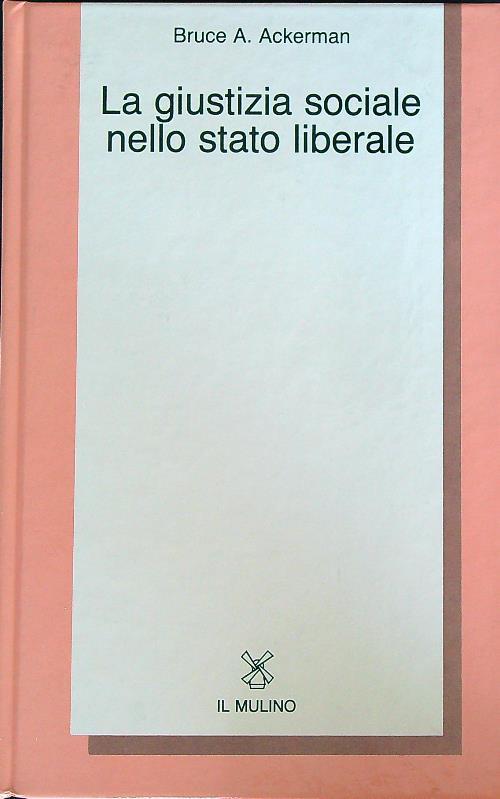 Bruce A. Ackerman
La giustizia sociale
nello stato liberale
IL MULINO